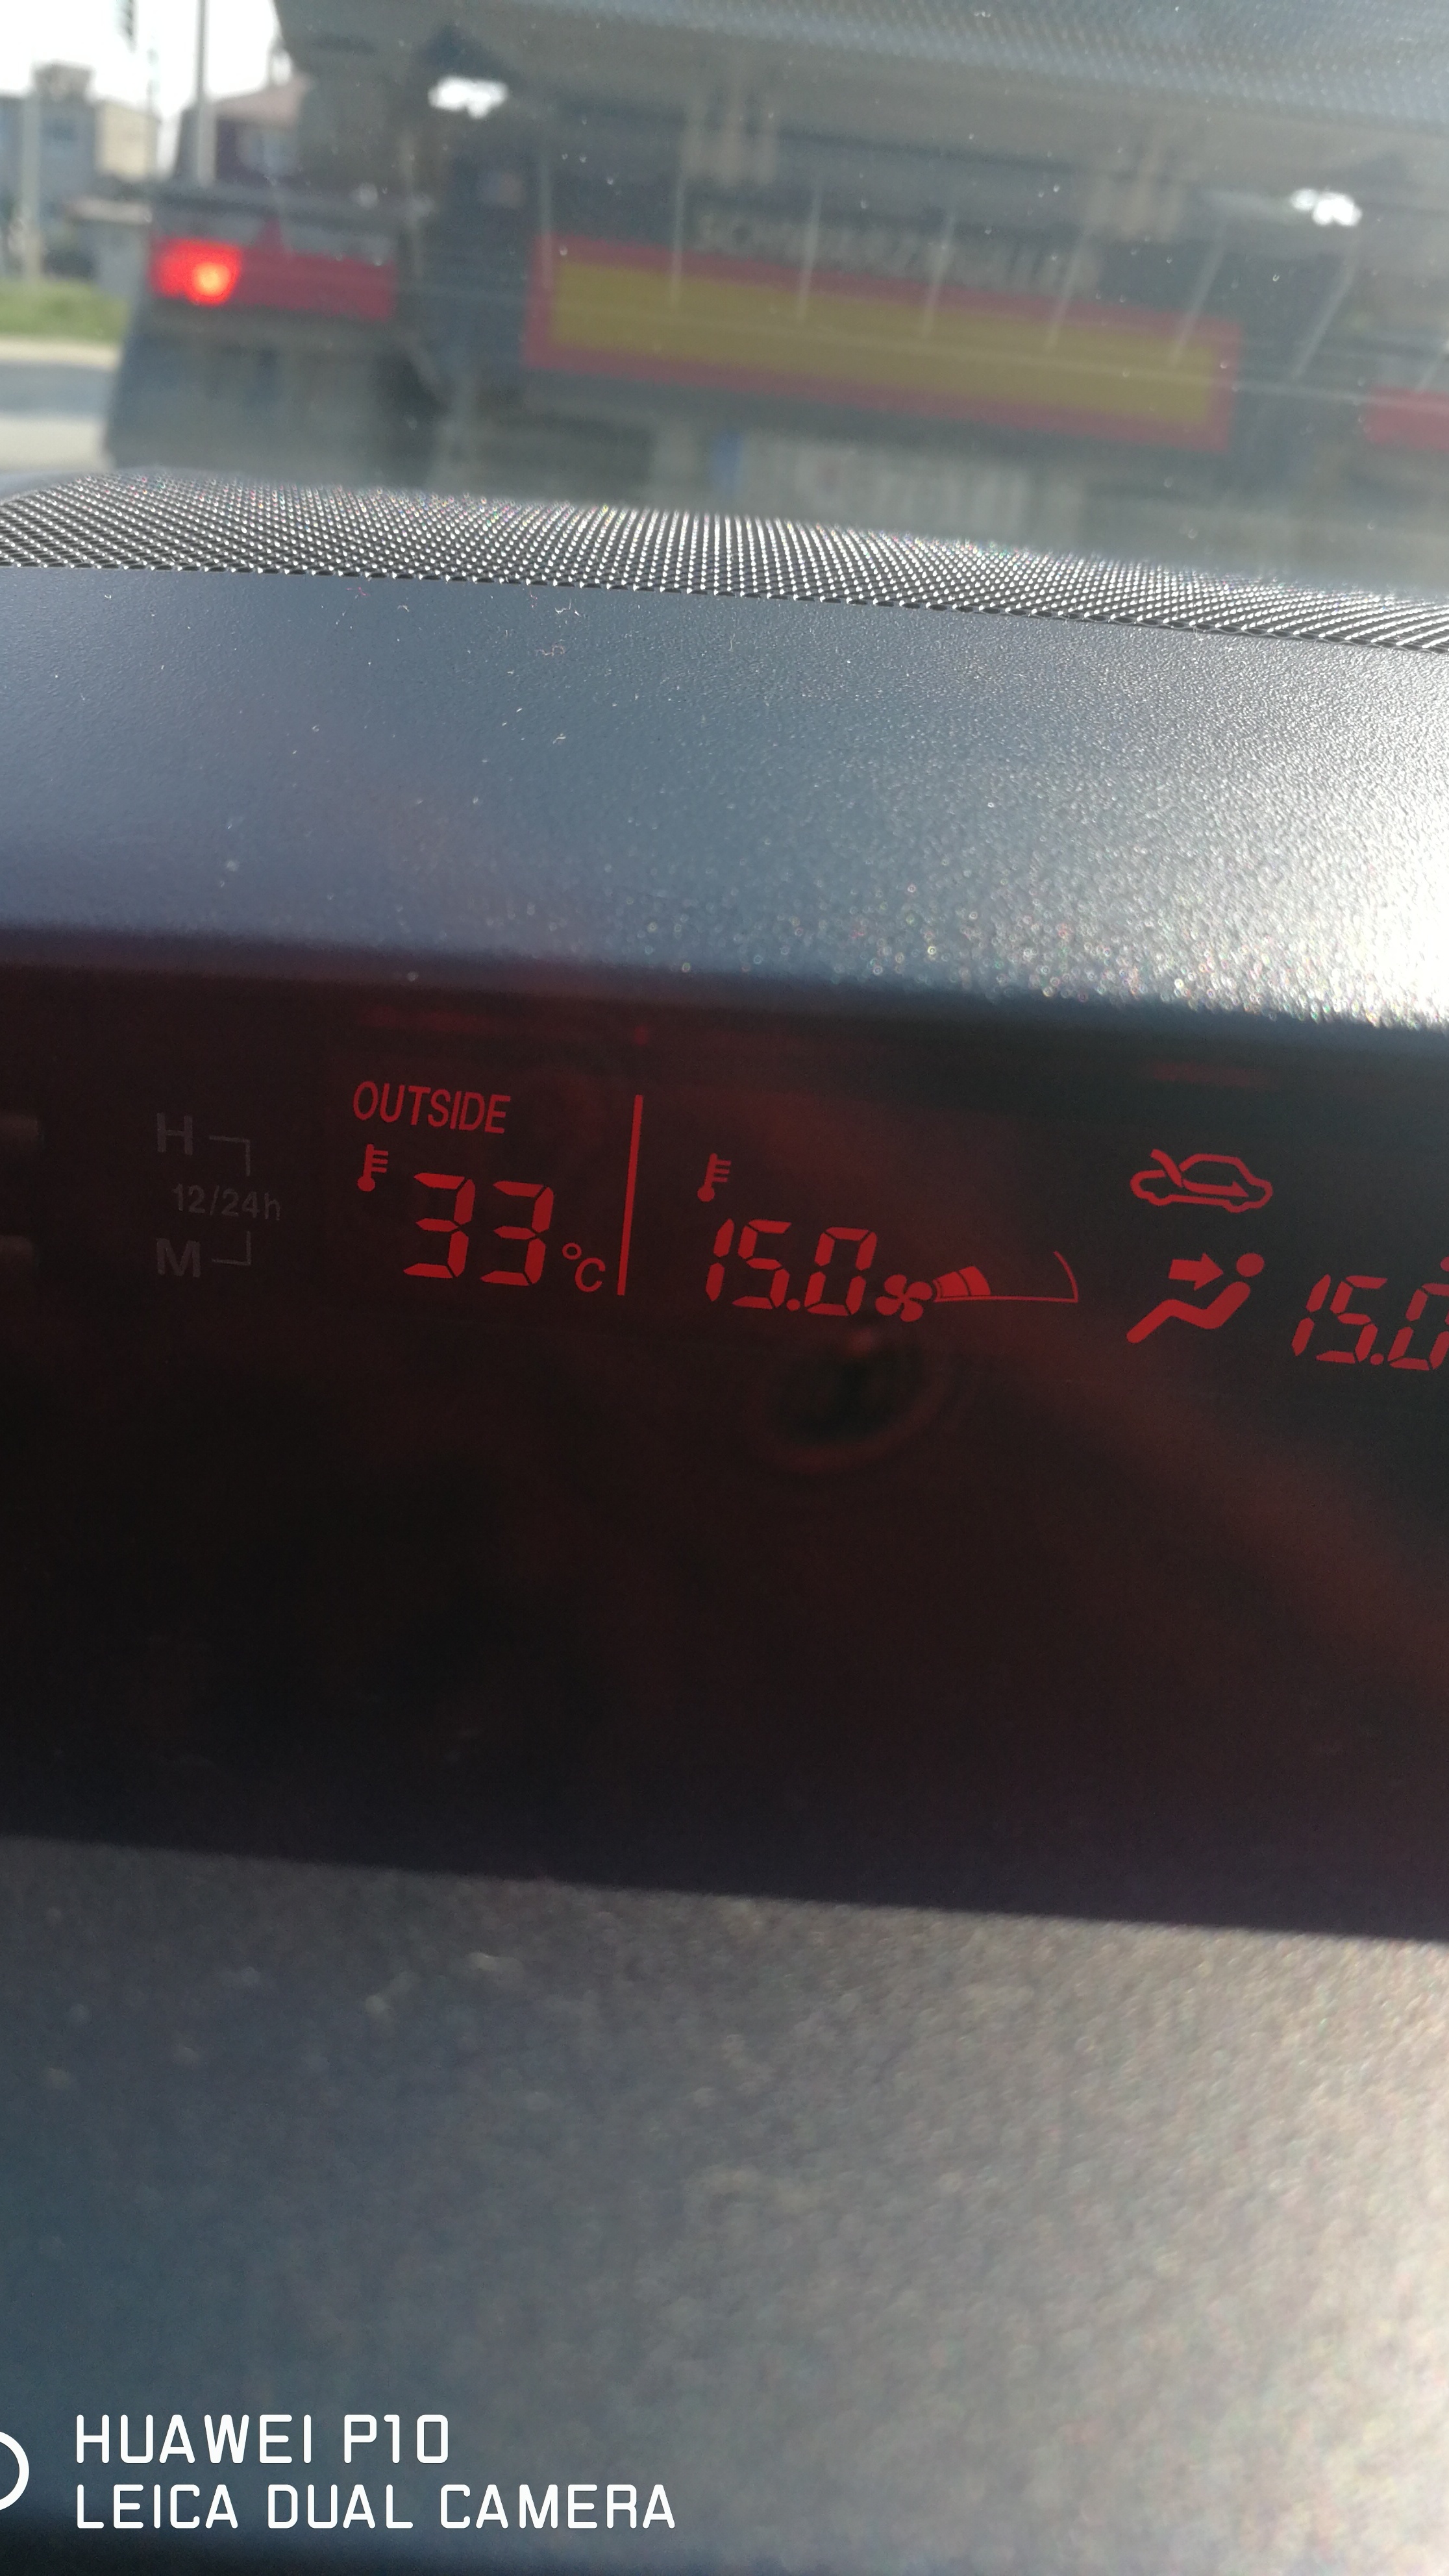 H
12/24h
M
OUTSIDE
33°C
15.0
15.0
HUAWEI P10
LEICA DUAL CAMERA